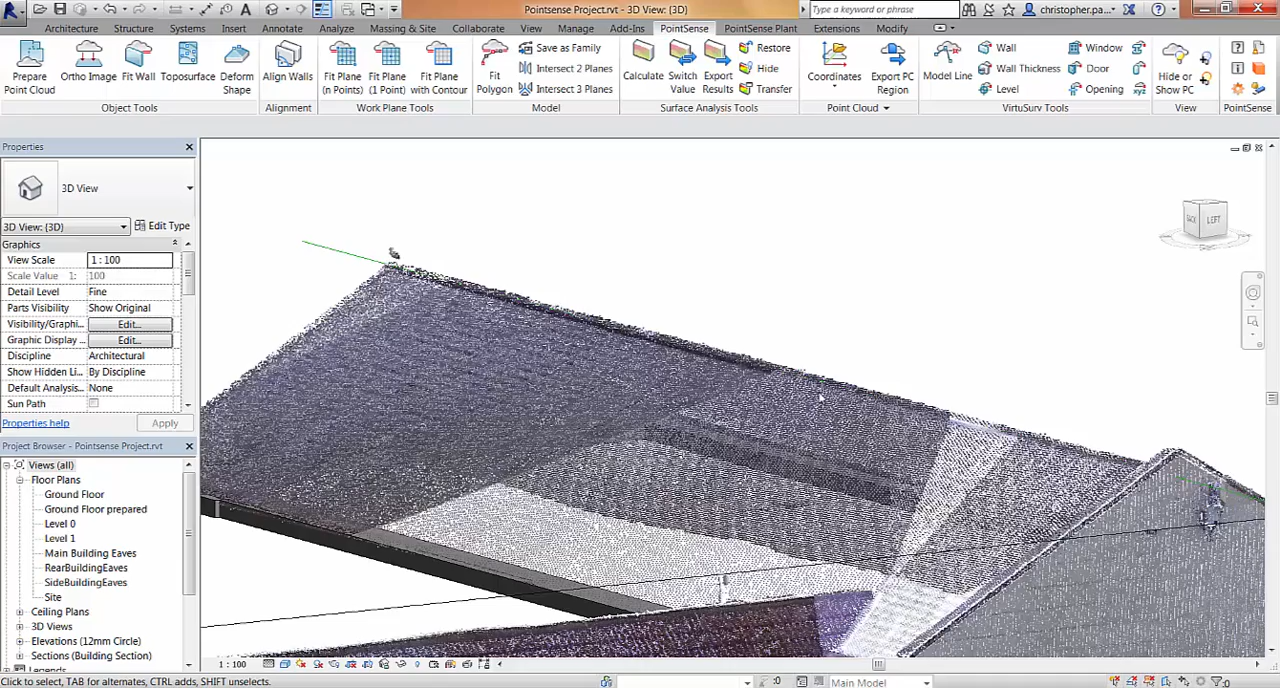 Pointsense Project.rvt - 3D View: {3D}
Type a keyword or phrase
christopher.pa...
Architecture Structure Systems Insert Annotate Analyze Massing & Site Collaborate View Manage Add-Ins PointSense PointSense Plant Extensions Modify
Prepare Point Cloud
Ortho Image
Fit Wall
Toposurface
Deform Shape
Align Walls
Fit Plane (n Points)
Fit Plane (1 Point)
Fit Plane with Contour
Fit Polygon
Save as Family
Intersect 2 Planes
Intersect 3 Planes
Calculate
Switch Value
Export Results
Restore
Hide
Transfer
Coordinates
Export PC Region
Model Line
Wall
Wall Thickness
Level
Window
Door
Opening
Hide or Show PC
Object Tools
Alignment
Work Plane Tools
Model
Surface Analysis Tools
Point Cloud
VirtuSurv Tools
View
PointSense
Properties
3D View
3D View: {3D}
Edit Type
Graphics
View Scale 1 : 100
Scale Value 1: 100
Detail Level Fine
Parts Visibility Show Original
Visibility/Graphi... Edit...
Graphic Display ... Edit...
Discipline Architectural
Show Hidden Li... By Discipline
Default Analysis... None
Sun Path
Properties help
Apply
Project Browser - Pointsense Project.rvt
Views (all)
Floor Plans
Ground Floor
Ground Floor prepared
Level 0
Level 1
Main Building Eaves
RearBuildingEaves
SideBuildingEaves
Site
Ceiling Plans
3D Views
Elevations (12mm Circle)
Sections (Building Section)
Legends
BACK
LEFT
1 : 100
Click to select, TAB for alternates, CTRL adds, SHIFT unselects.
:0
Main Model
:0